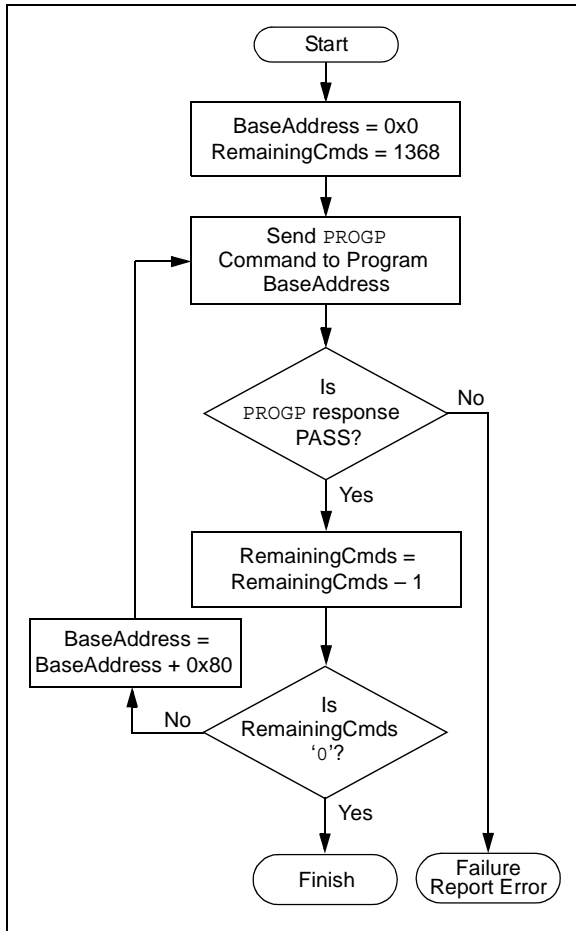 Start
BaseAddress = 0x0
RemainingCmds = 1368
Send PROGP
Command to Program
BaseAddress
Is
PROGP response
PASS?
No
Yes
RemainingCmds =
RemainingCmds – 1
BaseAddress =
BaseAddress + 0x80
Is
RemainingCmds
‘0’?
No
Yes
Finish
Failure
Report Error